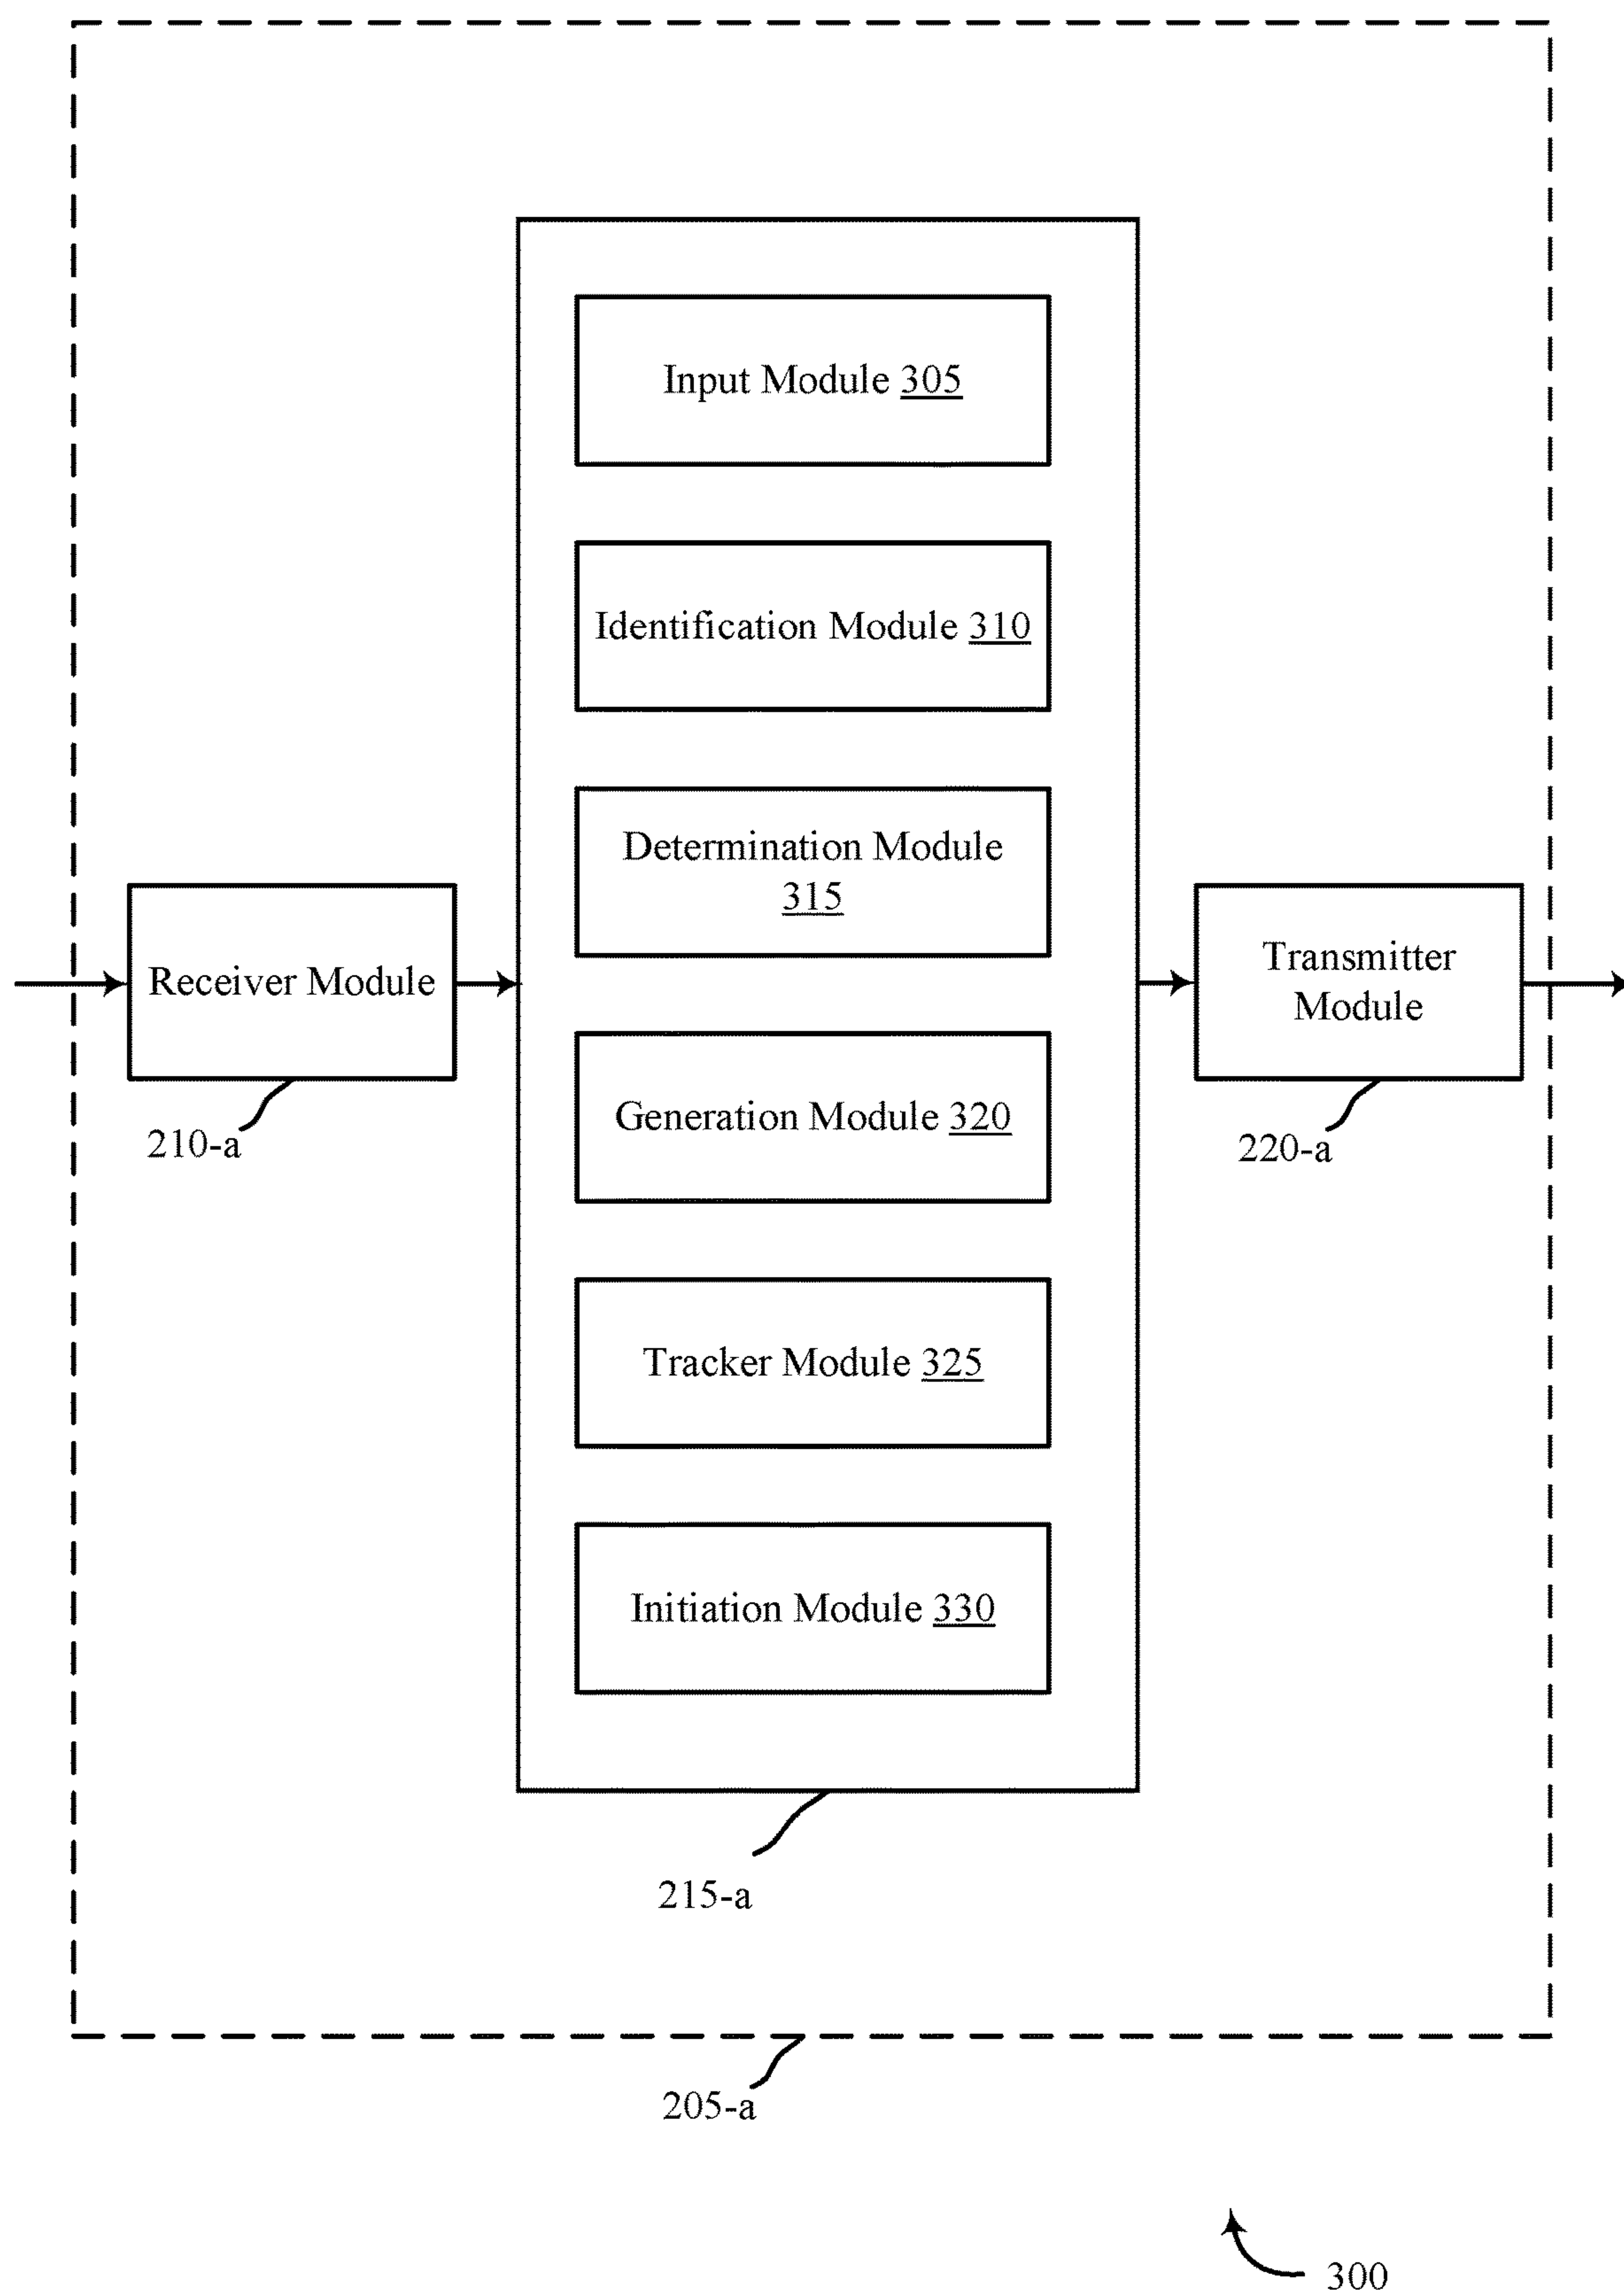 Input Module 305
Identification Module 310
Determination Module
315
Receiver Module
Transmitter
Module
210-a
Generation Module 320
220-a
Tracker Module 325
Initiation Module 330
215-a
205-a
300